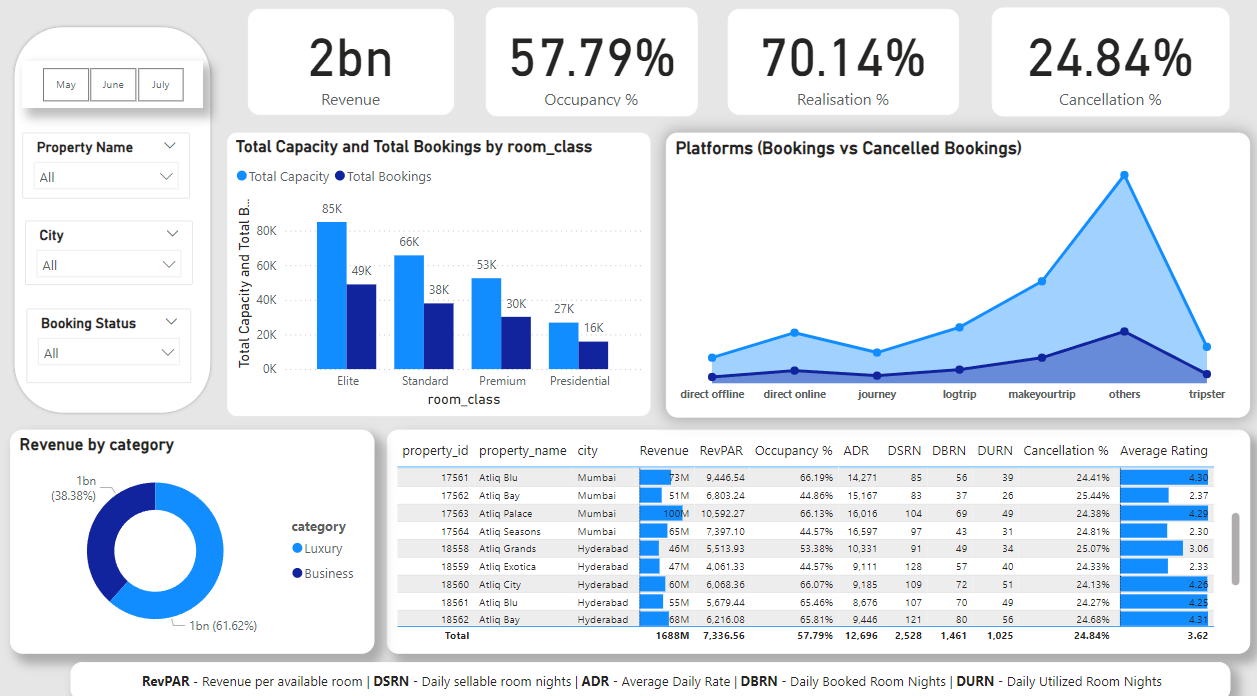 May June July
Property Name
All
City
All
Booking Status
All
2bn
Revenue
57.79%
Occupancy %
70.14%
Realisation %
24.84%
Cancellation %
Total Capacity and Total Bookings by room_class
Total Capacity Total Bookings
Total Capacity and Total B...
80K
60K
40K
20K
0K
85K
49K
66K
38K
53K
30K
27K
16K
Elite Standard Premium Presidential
room_class
Platforms (Bookings vs Cancelled Bookings)
direct offline direct online journey logtrip makeyourtrip others tripster
Revenue by category
1bn
(38.38%)
1bn (61.62%)
category
Luxury
Business
property_id property_name city Revenue RevPAR Occupancy % ADR DSRN DBRN DURN Cancellation % Average Rating
17561 Atliq Blu Mumbai 73M 9,446.54 66.19% 14,271 85 56 39 24.41% 4.30
17562 Atliq Bay Mumbai 51M 6,803.24 44.86% 15,167 83 37 26 25.44% 2.37
17563 Atliq Palace Mumbai 100M 10,592.27 66.13% 16,016 104 69 49 24.38% 4.29
17564 Atliq Seasons Mumbai 65M 7,397.10 44.57% 16,597 97 43 31 24.81% 2.30
18558 Atliq Grands Hyderabad 46M 5,513.93 53.38% 10,331 91 49 34 25.07% 3.06
18559 Atliq Exotica Hyderabad 47M 4,061.33 44.57% 9,111 128 57 40 24.33% 2.33
18560 Atliq City Hyderabad 60M 6,068.36 66.07% 9,185 109 72 51 24.13% 4.26
18561 Atliq Blu Hyderabad 55M 5,679.44 65.46% 8,676 107 70 49 24.27% 4.25
18562 Atliq Bay Hyderabad 68M 6,216.08 65.81% 9,446 121 80 56 24.68% 4.31
Total 1688M 7,336.56 57.79% 12,696 2,528 1,461 1,025 24.84% 3.62
RevPAR - Revenue per available room | DSRN - Daily sellable room nights | ADR - Average Daily Rate | DBRN - Daily Booked Room Nights | DURN - Daily Utilized Room Nights